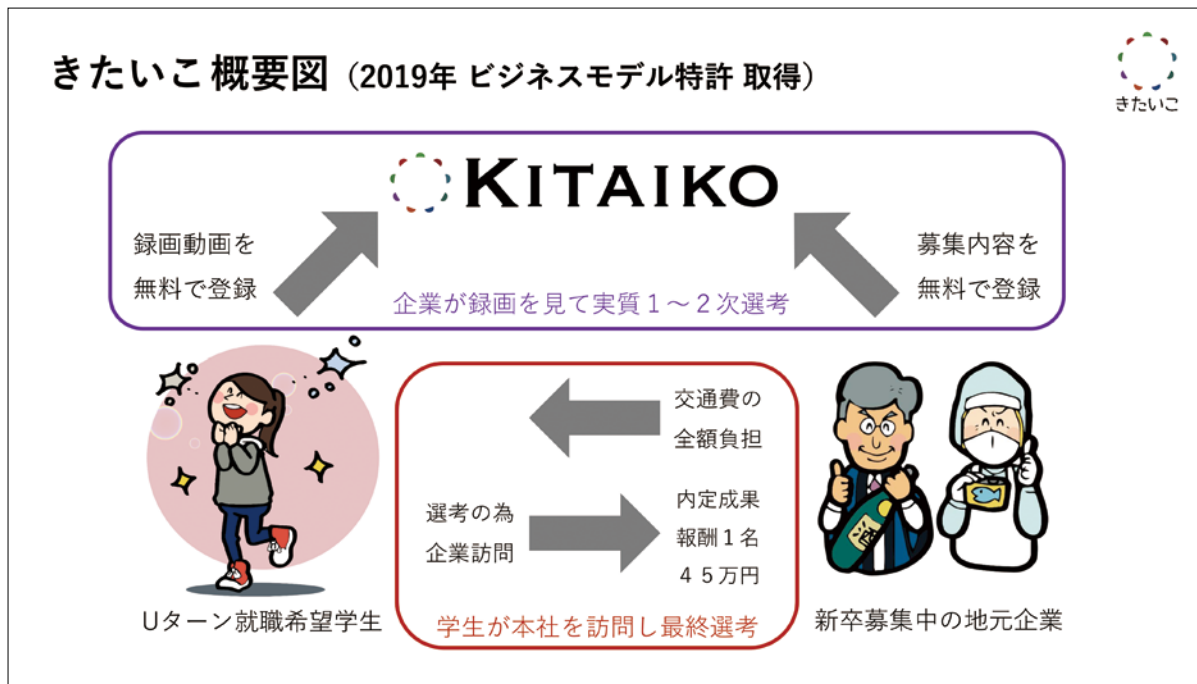 きたいこ概要図（2019年 ビジネスモデル特許 取得）
きたいこ
KITAIKO
録画動画を
無料で登録
募集内容を
無料で登録
企業が録画を見て実質１～２次選考
交通費の
全額負担
選考の為
企業訪問
内定成果
報酬１名
４５万円
酒
Uターン就職希望学生
学生が本社を訪問し最終選考
新卒募集中の地元企業